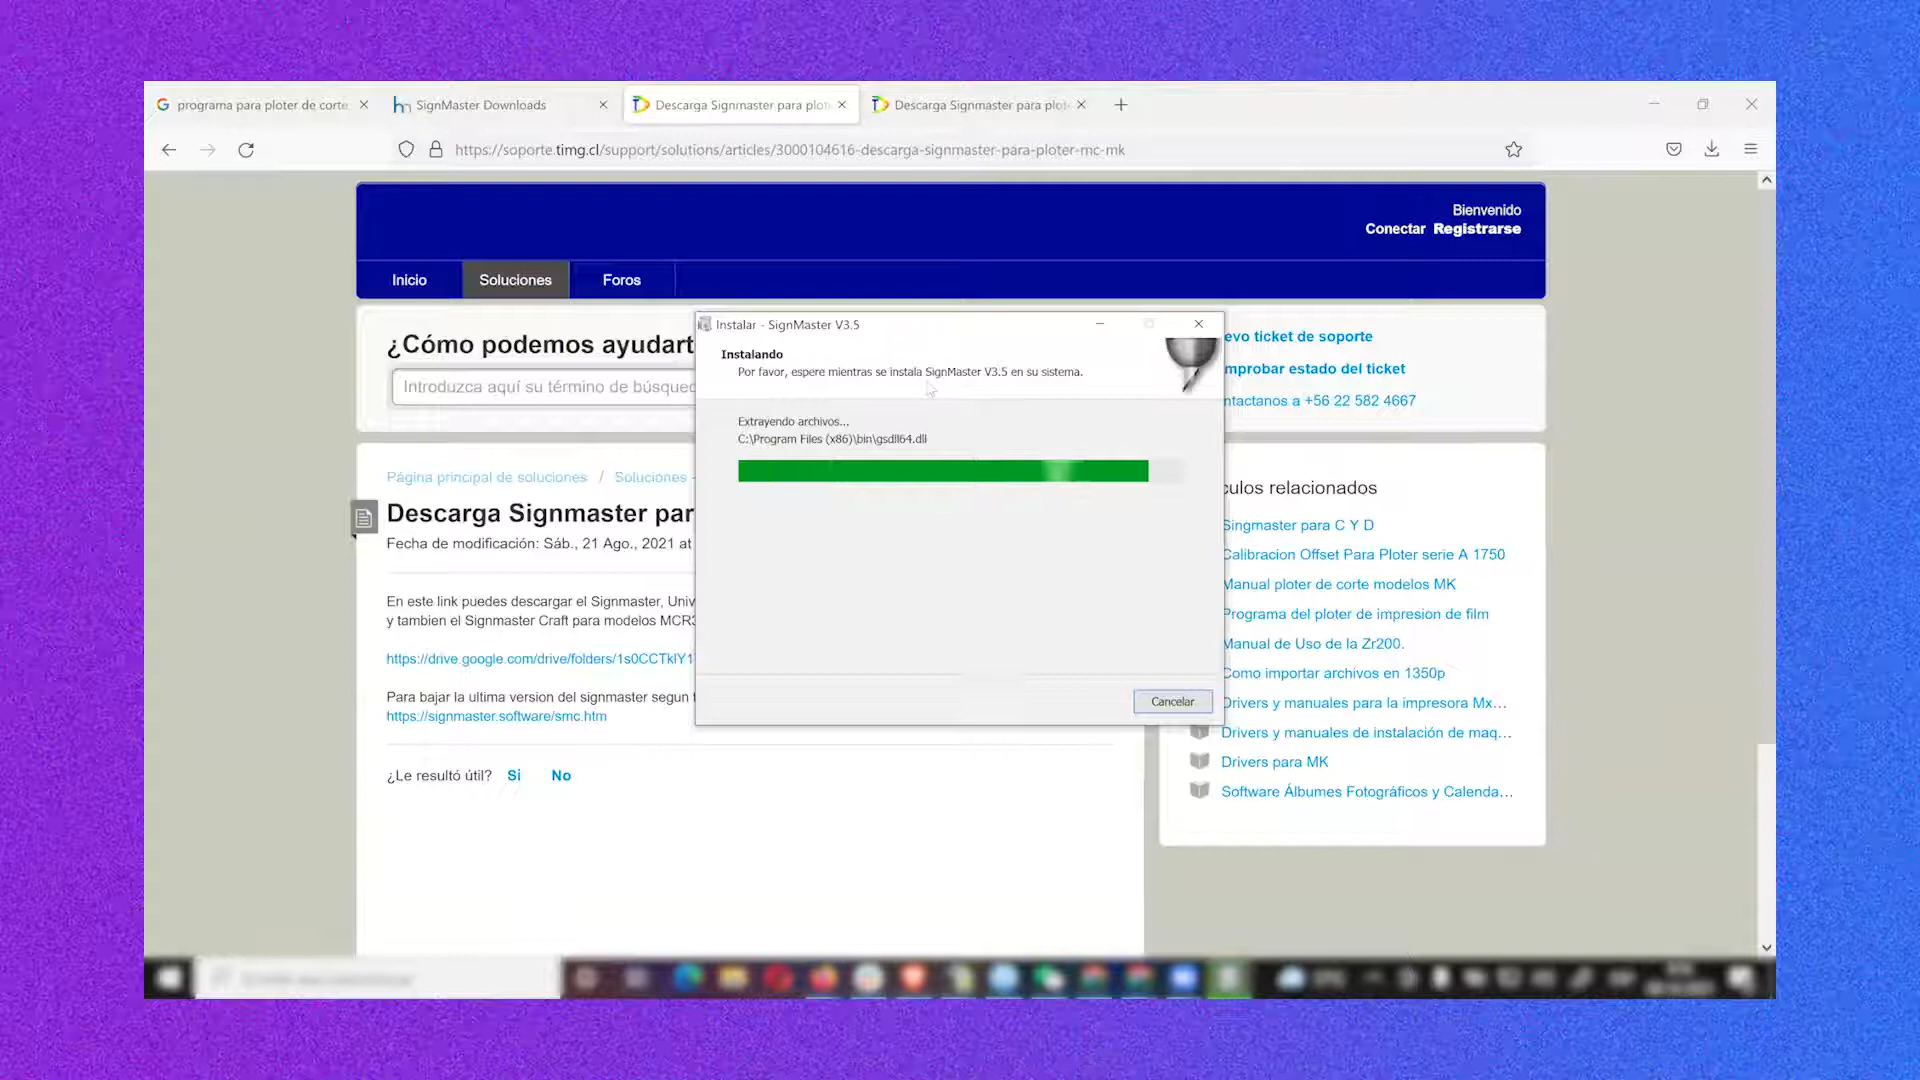 programa para ploter de corte
SignMaster Downloads
Descarga Signmaster para plot
Descarga Signmaster para plot
https://soporte.timg.cl/support/solutions/articles/3000104616-descarga-signmaster-para-ploter-mc-mk
Bienvenido
Conectar Registrarse
Inicio
Soluciones
Foros
¿Cómo podemos ayudart
Introduzca aquí su término de búsqued
evo ticket de soporte
mprobar estado del ticket
ntactanos a +56 22 582 4667
Instalar - SignMaster V3.5
Instalando
Por favor, espere mientras se instala SignMaster V3.5 en su sistema.
Extrayendo archivos...
C:\Program Files (x86)\bin\gsdll64.dll
Cancelar
Página principal de soluciones / Soluciones -
Descarga Signmaster par
Fecha de modificación: Sáb., 21 Ago., 2021 at
En este link puedes descargar el Signmaster, Univ
y tambien el Signmaster Craft para modelos MCR3
https://drive.google.com/drive/folders/1s0CCTkIY1
Para bajar la ultima version del signmaster segun
https://signmaster.software/smc.htm
¿Le resultó útil? Si No
culos relacionados
Singmaster para C Y D
Calibracion Offset Para Ploter serie A 1750
Manual ploter de corte modelos MK
Programa del ploter de impresion de film
Manual de Uso de la Zr200.
Como importar archivos en 1350p
Drivers y manuales para la impresora Mx...
Drivers y manuales de instalación de maq...
Drivers para MK
Software Álbumes Fotográficos y Calenda...